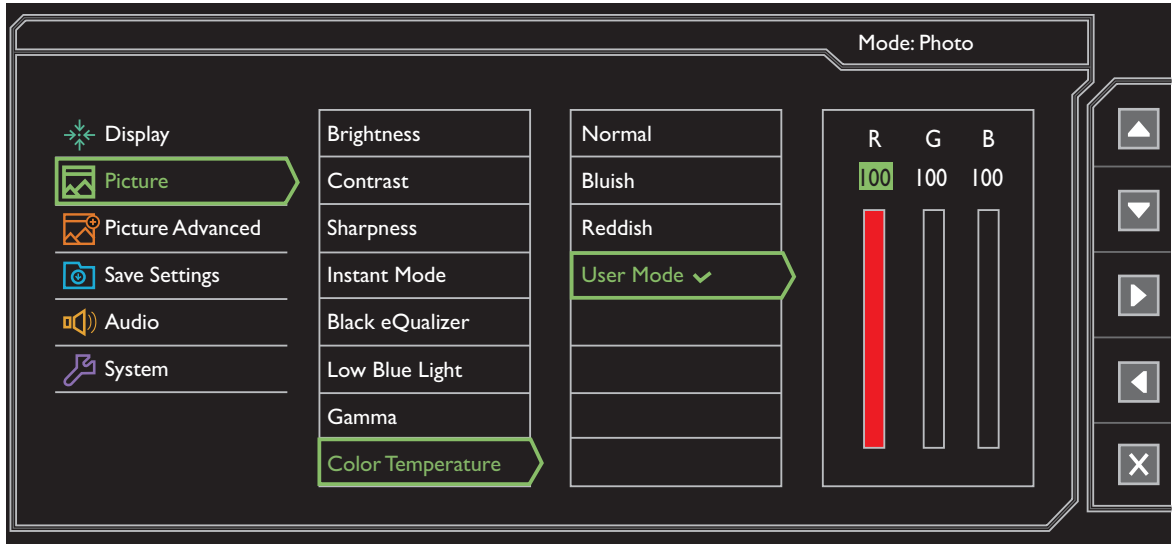 Mode: Photo
Display
Picture
Picture Advanced
Save Settings
Audio
System
Brightness
Contrast
Sharpness
Instant Mode
Black eQualizer
Low Blue Light
Gamma
Color Temperature
Normal
Bluish
Reddish
User Mode
R G B
100 100 100